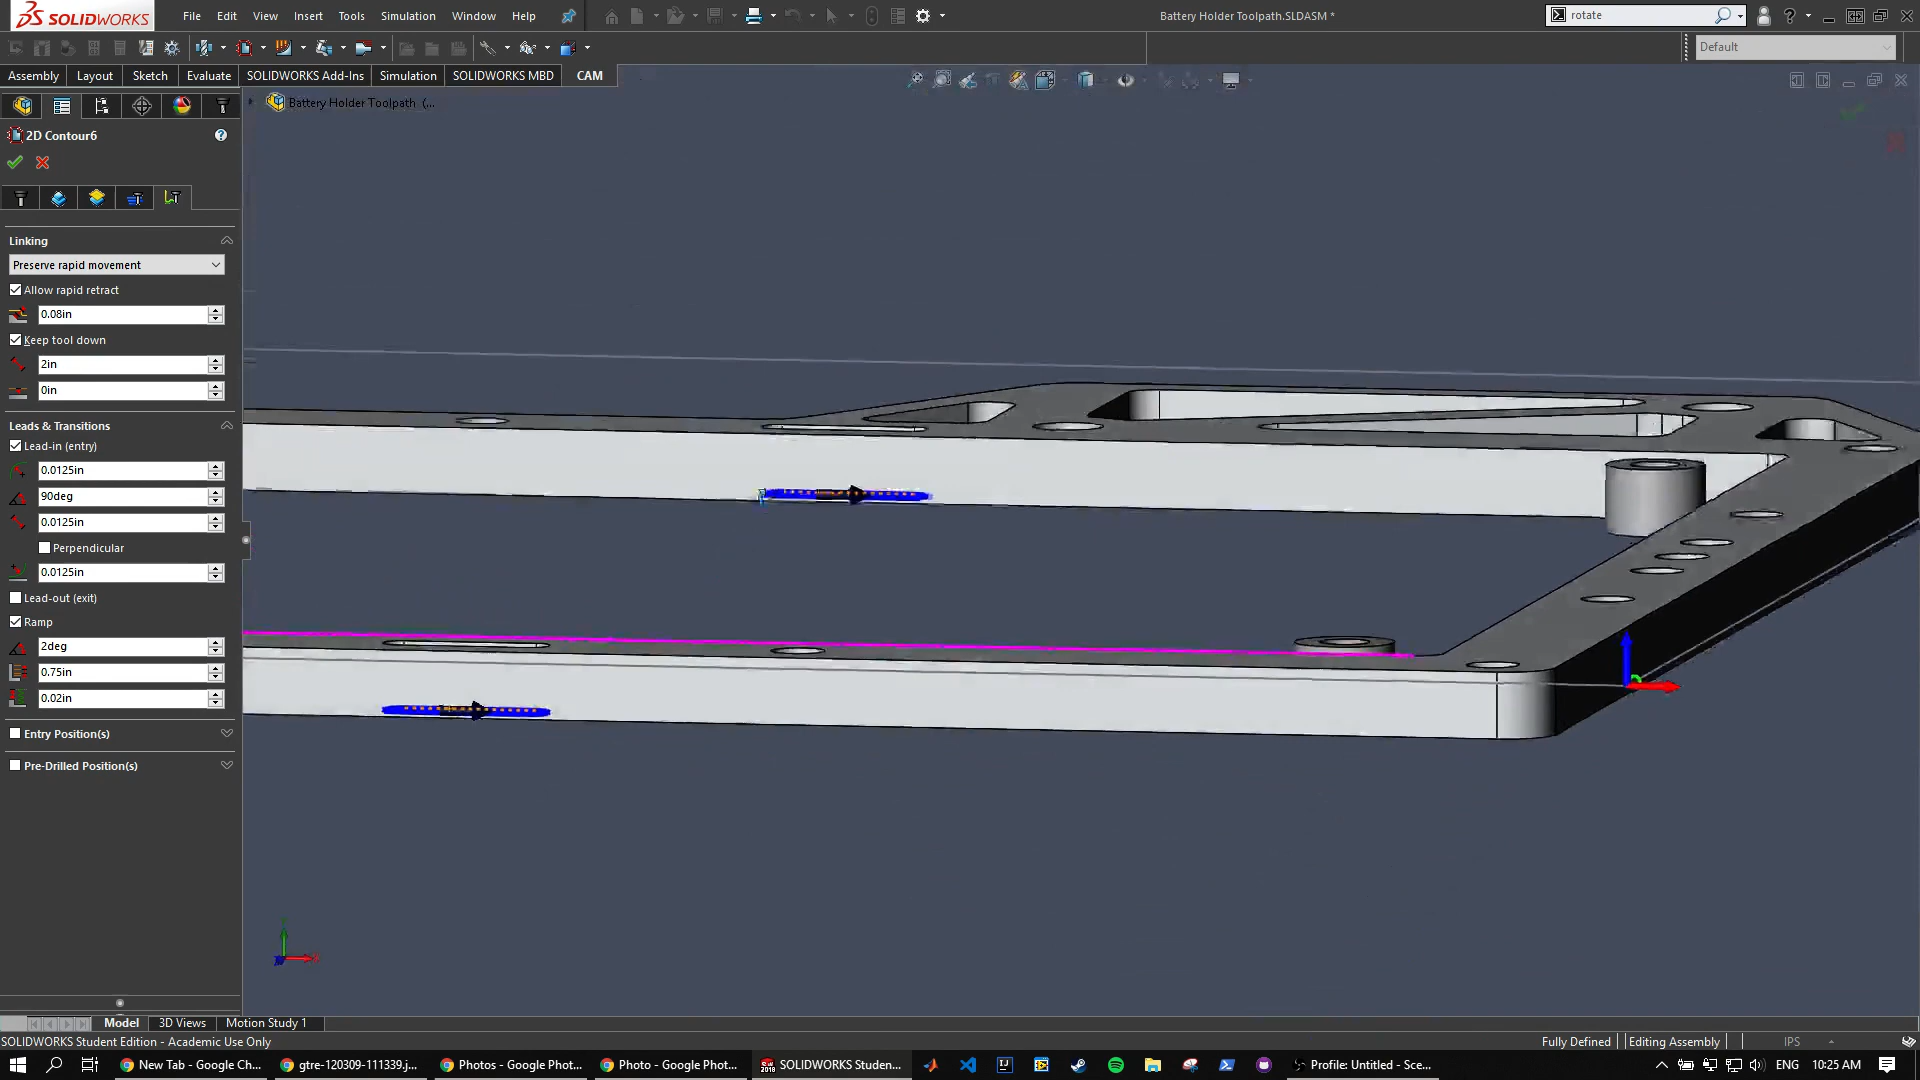 SOLIDWORKS
File Edit View Insert Tools Simulation Window Help
Battery Holder Toolpath.SLDASM *
rotate
Default
Assembly Layout Sketch Evaluate SOLIDWORKS Add-Ins Simulation SOLIDWORKS MBD CAM
Battery Holder Toolpath (...
2D Contour6
Linking
Preserve rapid movement
Allow rapid retract
0.08in
Keep tool down
2in
0in
Leads & Transitions
Lead-in (entry)
0.0125in
90deg
0.0125in
Perpendicular
0.0125in
Lead-out (exit)
Ramp
2deg
0.75in
0.02in
Entry Position(s)
Pre-Drilled Position(s)
Model 3D Views Motion Study 1
SOLIDWORKS Student Edition - Academic Use Only
Fully Defined Editing Assembly IPS
New Tab - Google Ch...
gtre-120309-111339.j...
Photos - Google Phot...
Photo - Google Phot...
SOLIDWORKS Studen...
Profile: Untitled - Sce...
ENG 10:25 AM